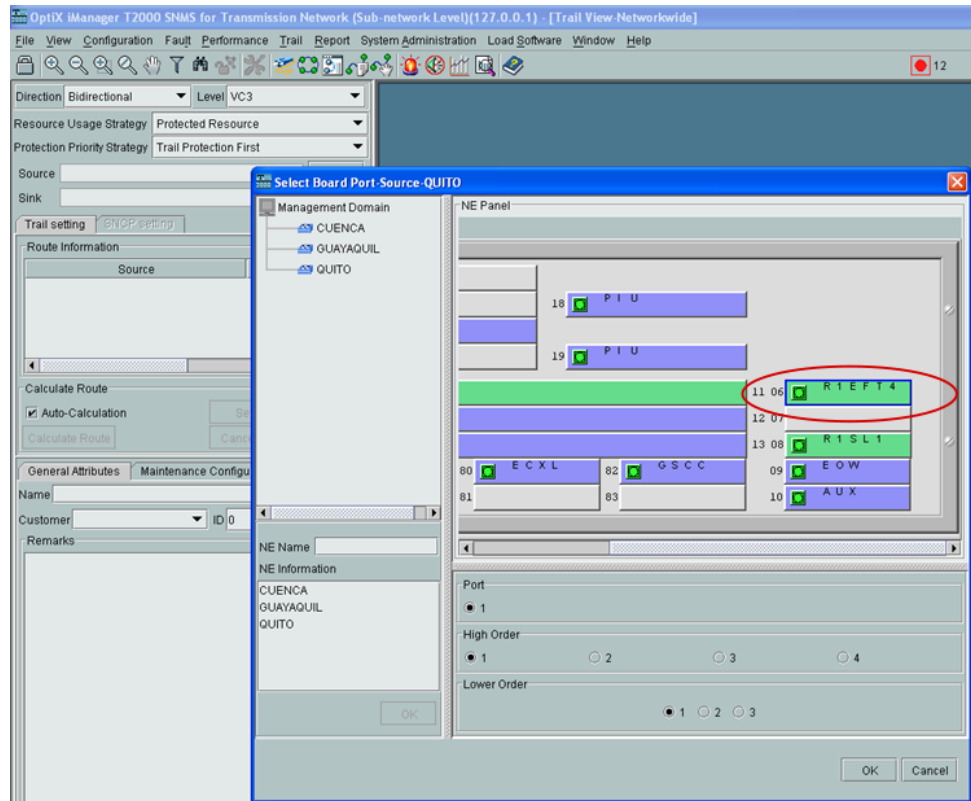 OptiX iManager T2000 SNMS for Transmission Network (Sub-network Level)(127.0.0.1) - [Trail View-Networkwide]
File View Configuration Fault Performance Trail Report System Administration Load Software Window Help
12
Direction Bidirectional Level VC3
Resource Usage Strategy Protected Resource
Protection Priority Strategy Trail Protection First
Source
Sink
Trail setting SNCP setting
Route Information
Source
Calculate Route
Auto-Calculation
Calculate Route
General Attributes Maintenance Configu
Name
Customer ID 0
Remarks
Select Board Port-Source-QUITO
Management Domain
CUENCA
GUAYAQUIL
QUITO
NE Name
NE Information
CUENCA
GUAYAQUIL
QUITO
OK
NE Panel
18 PIU
19 PIU
11 06 R1EFT4
12 07
13 08 R1SL1
80 ECXL 82 GSCC 09 EOW
81 83 10 AUX
Port
1
High Order
1 2 3 4
Lower Order
1 2 3
OK Cancel